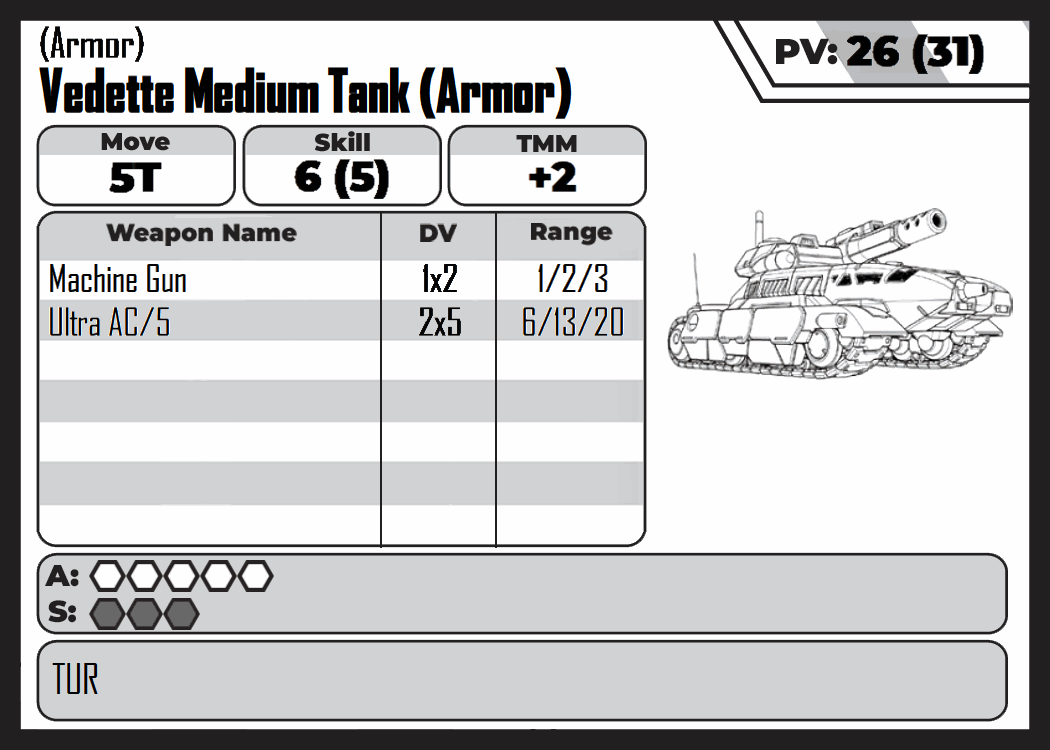 (Armor)
Vedette Medium Tank (Armor)
PV: 26 (31)
Move Skill TMM
5T 6 (5) +2
Weapon Name DV Range
Machine Gun 1x2 1/2/3
Ultra AC/5 2x5 6/13/20
A:
S:
TUR